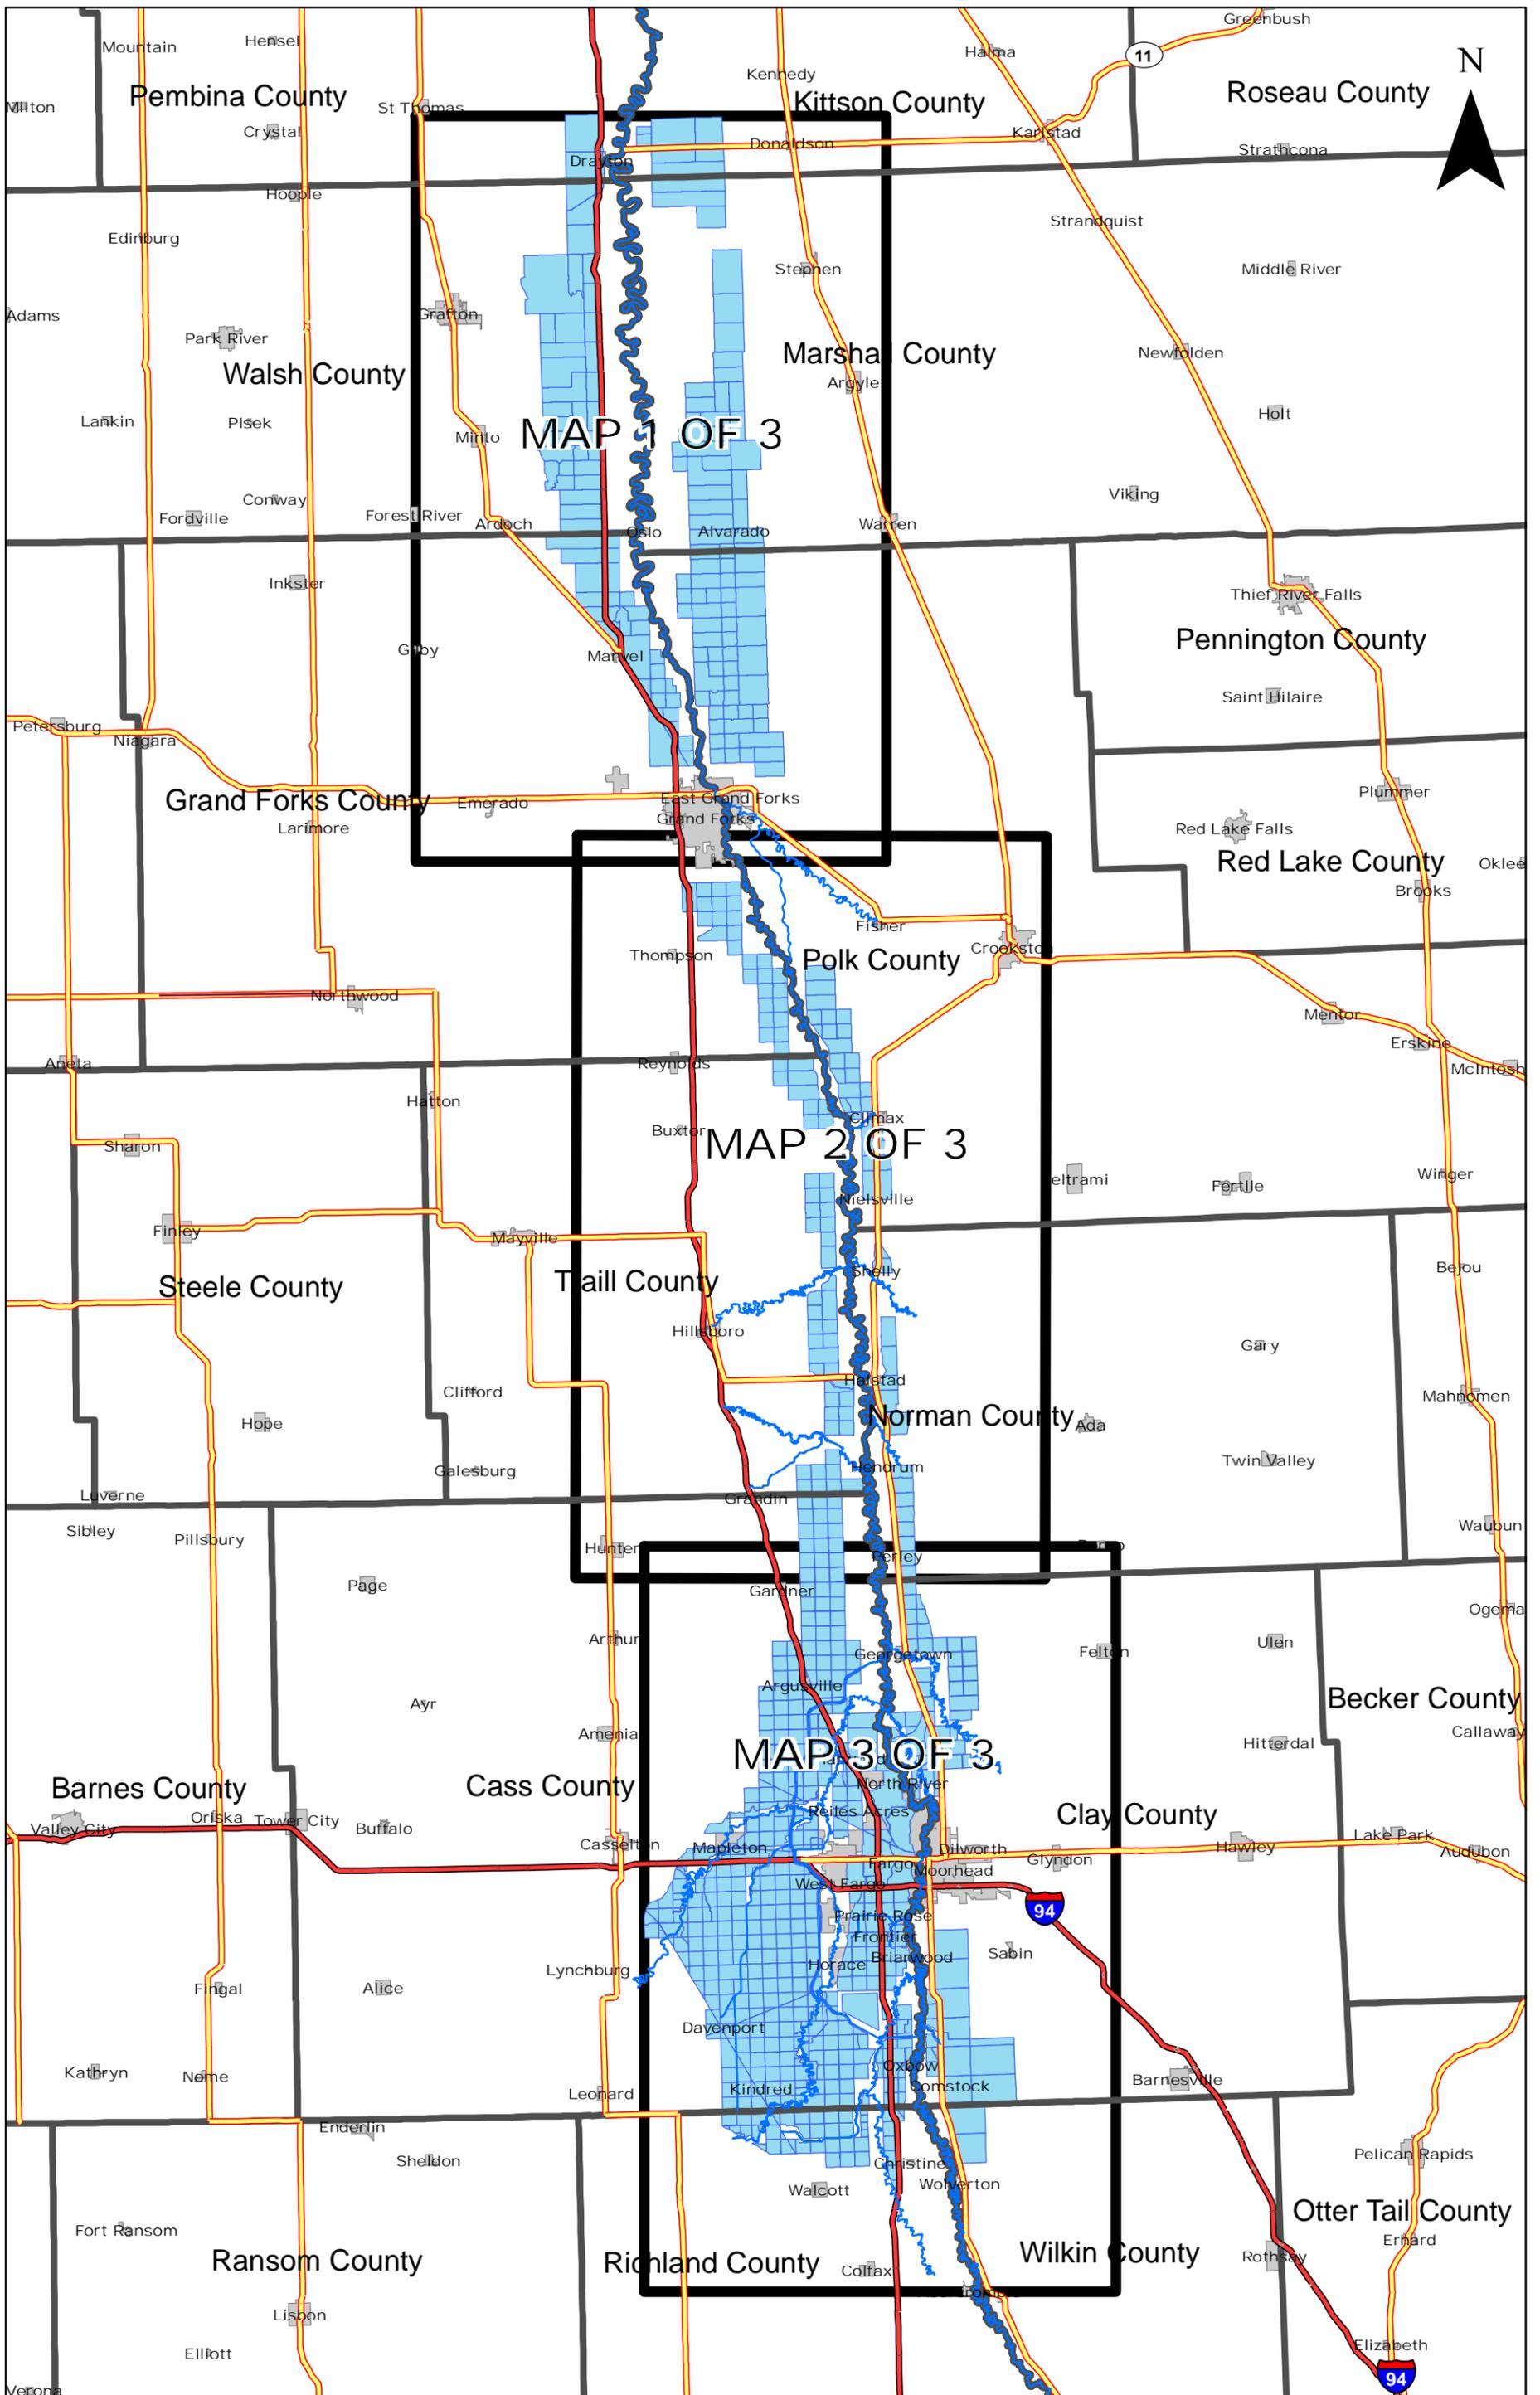 Greenbush
Mountain
Hensel
Halma
11
N
Kennedy
Pembina County
Kittson County
Roseau County
Milton
St Thomas
Crystal
Karlstad
Donaldson
Strathcona
Drayton
Hoople
Strandquist
Edinburg
Stephen
Middle River
Adams
Grafton
Park River
Marshall County
Newfolden
Walsh County
Argyle
Holt
Lankin
Pisek
MAP 1 OF 3
Minto
Viking
Conway
Fordville
Forest River
Ardoch
Warren
Oslo
Alvarado
Inkster
Thief River Falls
Pennington County
Gilby
Manvel
Saint Hilaire
Petersburg
Niagara
Plummer
Grand Forks County
Emerado
East Grand Forks
Grand Forks
Larimore
Red Lake Falls
Red Lake County
Oklee
Brooks
Fisher
Crookston
Thompson
Polk County
Northwood
Mentor
Erskine
Aneta
Reynolds
McIntosh
Hatton
Climax
Buxton
MAP 2 OF 3
Sharon
Winger
eltrami
Fertile
Nielsville
Finley
Mayville
Shelly
Bejou
Steele County
Traill County
Hillsboro
Gary
Halstad
Clifford
Mahnomen
Hope
Norman County
Ada
Twin Valley
Galesburg
Hendrum
Luverne
Grandin
Sibley
Pillsbury
Waubun
Hunter
Perley
Page
Gardner
Ogema
Arthur
Ulen
Georgetown
Felton
Argusville
Becker County
Ayr
Callaway
Amenia
Hitterdal
MAP 3 OF 3
North River
Barnes County
Cass County
Reiles Acres
Clay County
Oriska
Tower City
Valley City
Buffalo
Lake Park
Casselton
Mapleton
Dilworth
Hawley
Audubon
Glyndon
Fargo
Moorhead
West Fargo
94
Prairie Rose
Frontier
Sabin
Briarwood
Horace
Lynchburg
Fingal
Alice
Davenport
Oxbow
Kathryn
Nome
Barnesville
Comstock
Kindred
Leonard
Enderlin
Pelican Rapids
Sheldon
Christine
Wolverton
Walcott
Otter Tail County
Fort Ransom
Erhard
Wilkin County
Rothsay
Ransom County
Richland County
Colfax
Lisbon
Elizabeth
Elliott
94
Verona